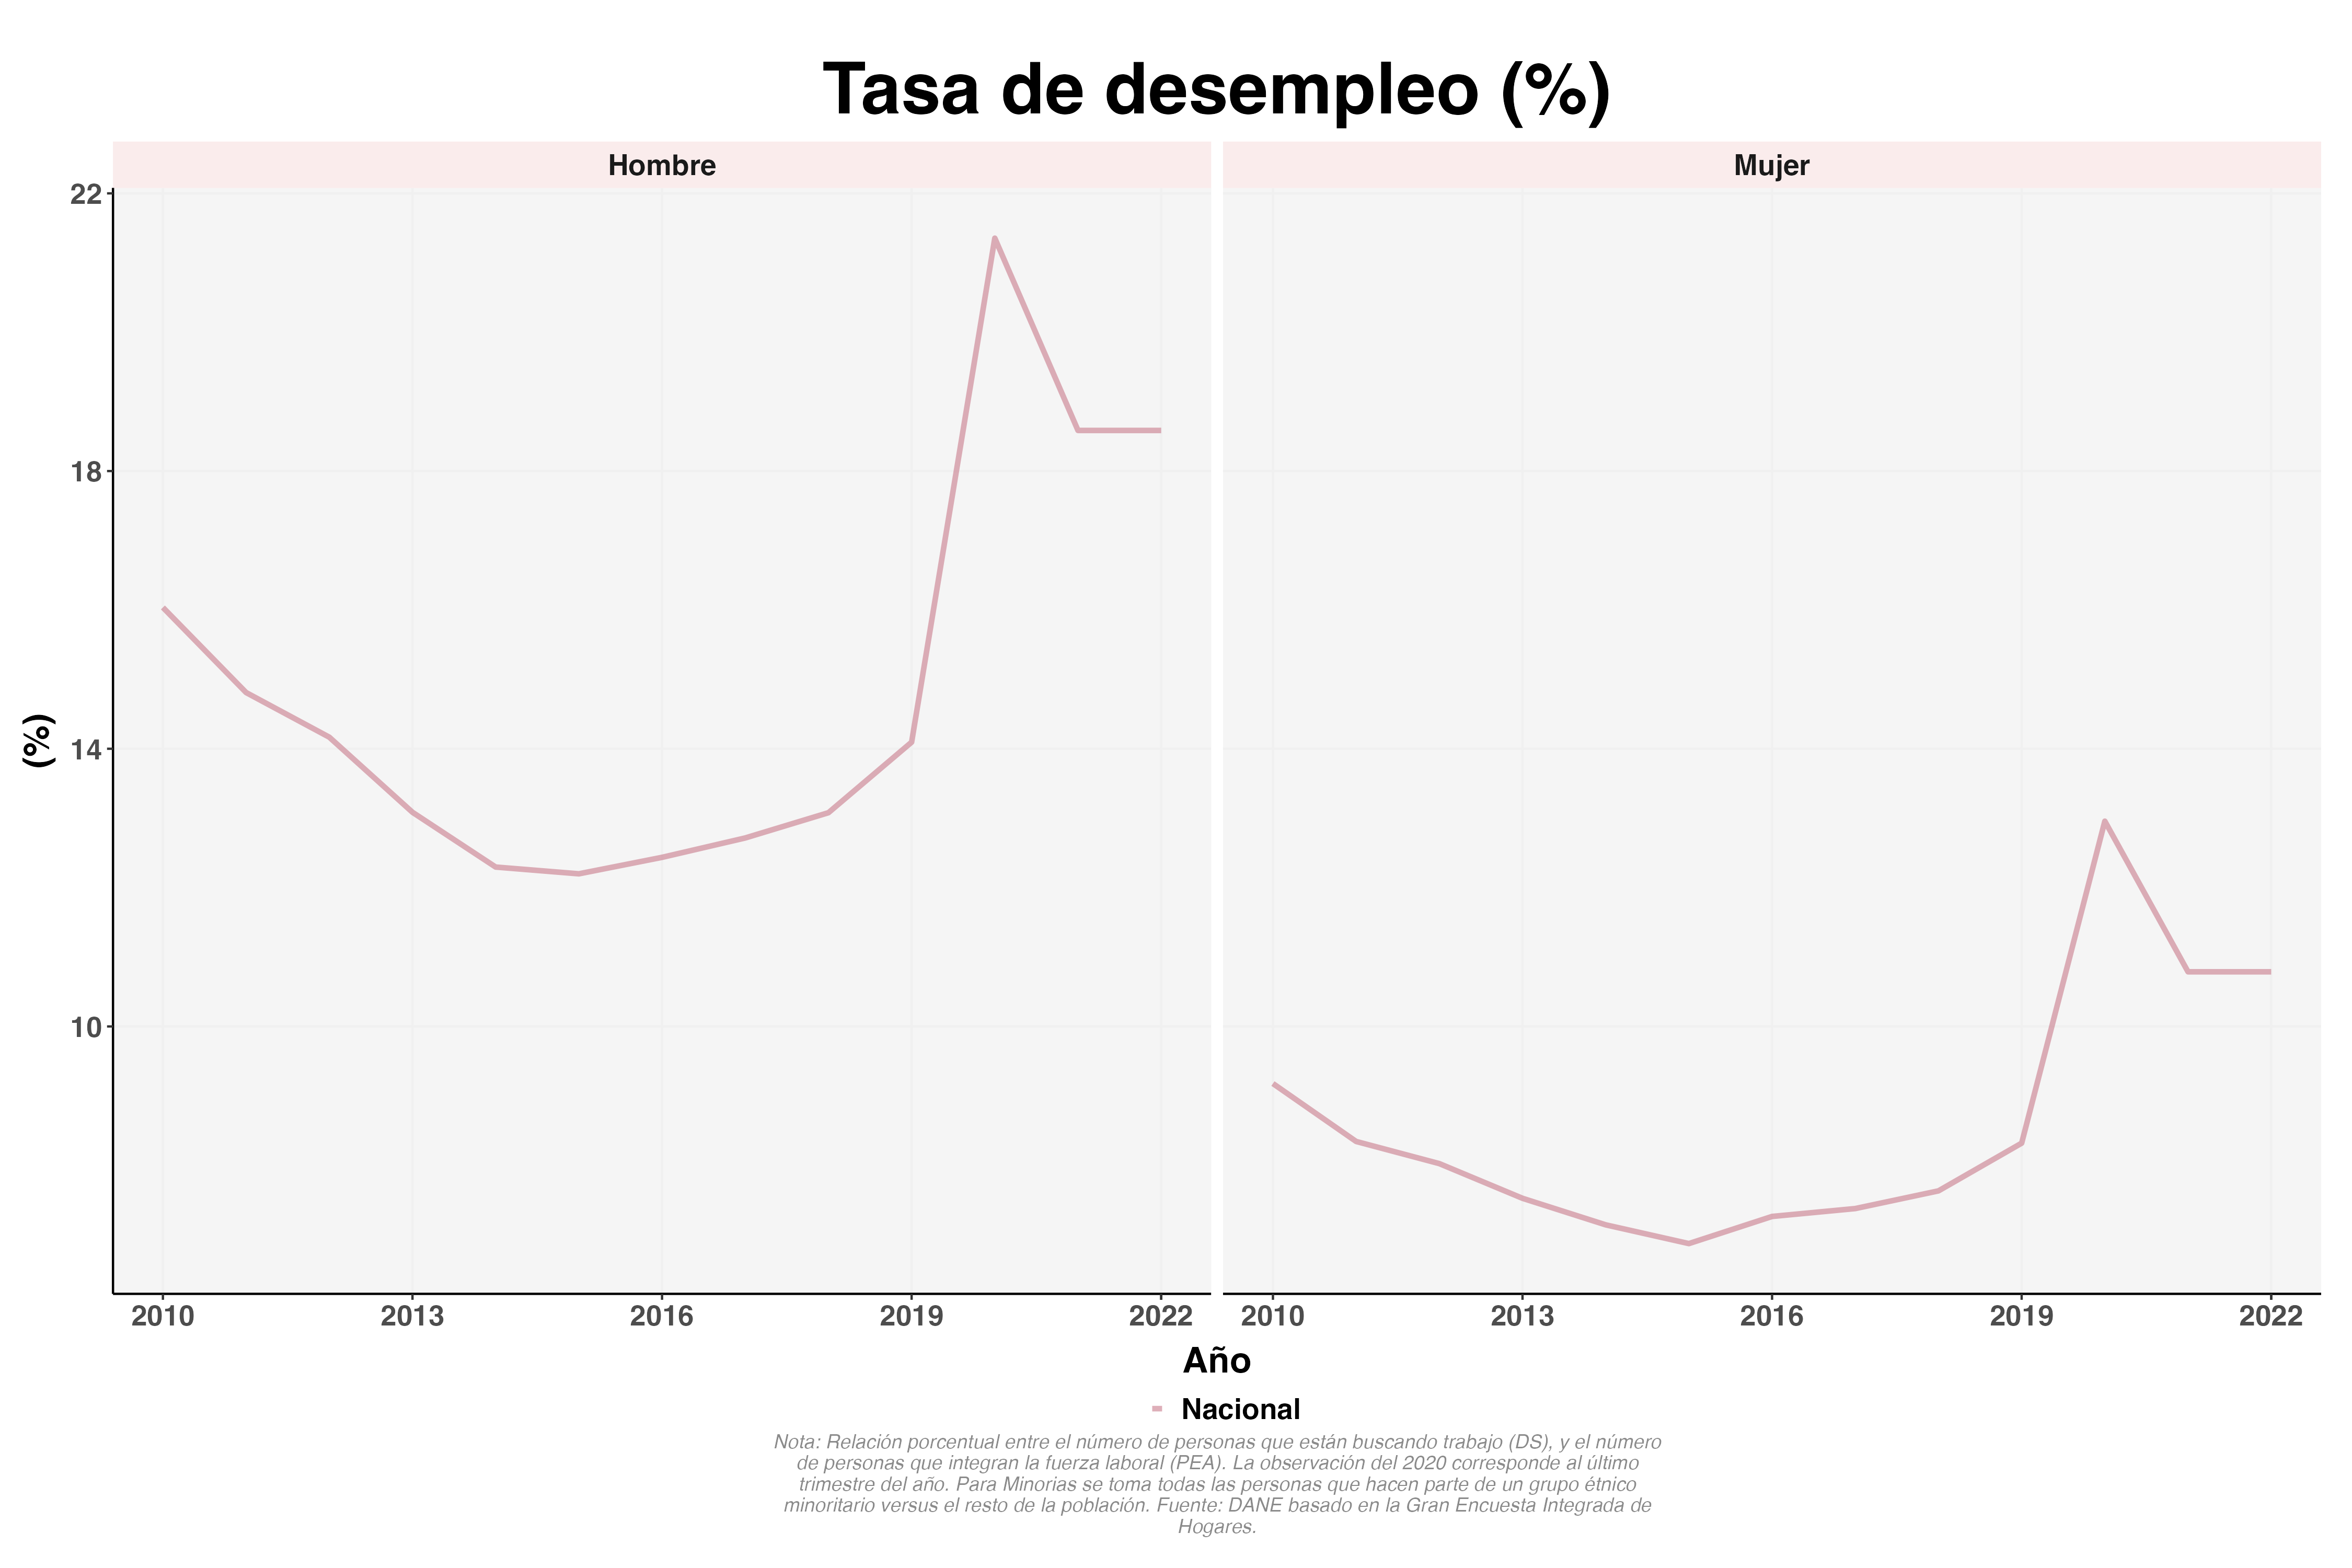 Tasa de desempleo (%)
Hombre
Mujer
22
18
14
10
(%)
2010 2013 2016 2019 2022
2010 2013 2016 2019 2022
Año
Nacional
Nota: Relación porcentual entre el número de personas que están buscando trabajo (DS), y el número
de personas que integran la fuerza laboral (PEA). La observación del 2020 corresponde al último
trimestre del año. Para Minorias se toma todas las personas que hacen parte de un grupo étnico
minoritario versus el resto de la población. Fuente: DANE basado en la Gran Encuesta Integrada de
Hogares.